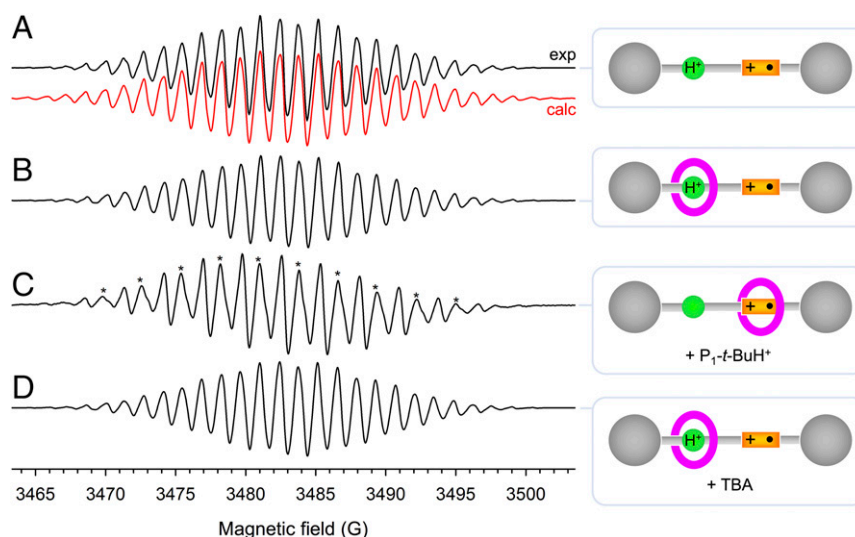 A
exp
calc
H+
+ •
B
H+
+ •
C
* * * * * * * * * *
+ •
+ P₁-t-BuH⁺
D
H+
+ •
+ TBA
3465 3470 3475 3480 3485 3490 3495 3500
Magnetic field (G)